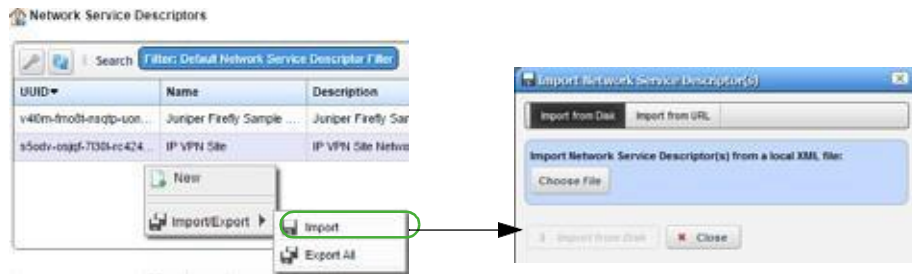 Network Service Descriptors
Search Filter: Default Network Service Descriptor Filter
UUID Name Description
Juniper Firefly Sample .... Juniper Firefly Sar
IP VPN Site IP VPN Site Netwo
New
Import/Export
Import
Export All
Import Network Service Descriptor(s)
Import from Disk Import from URL
Import Network Service Descriptor(s) from a local XML file:
Choose File
Import from Disk Close